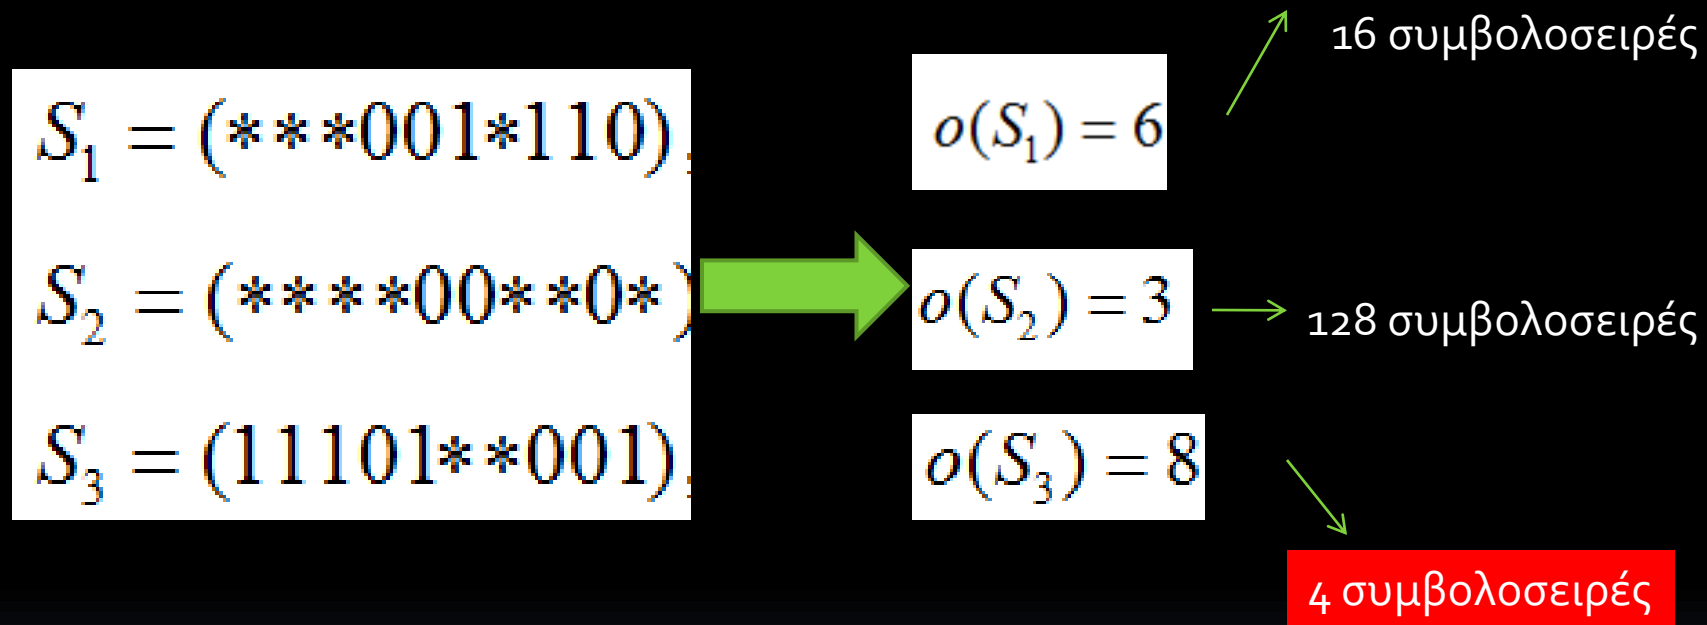 S₁ = (***001*110),
S₂ = (****00**0*)
S₃ = (11101**001),
o(S₁) = 6
o(S₂) = 3
o(S₃) = 8
16 συμβολοσειρές
128 συμβολοσειρές
4 συμβολοσειρές